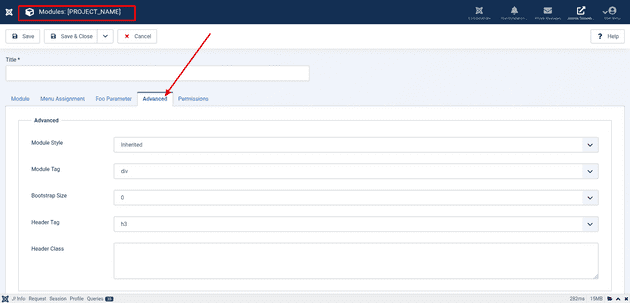 Modules: [PROJECT_NAME]
Save
Save & Close
Cancel
Help
Title *
Module
Menu Assignment
Foo Parameter
Advanced
Permissions
Advanced
Module Style
Inherited
Module Tag
div
Bootstrap Size
0
Header Tag
h3
Header Class
Info Request Session Profile Queries
282ms 15MB